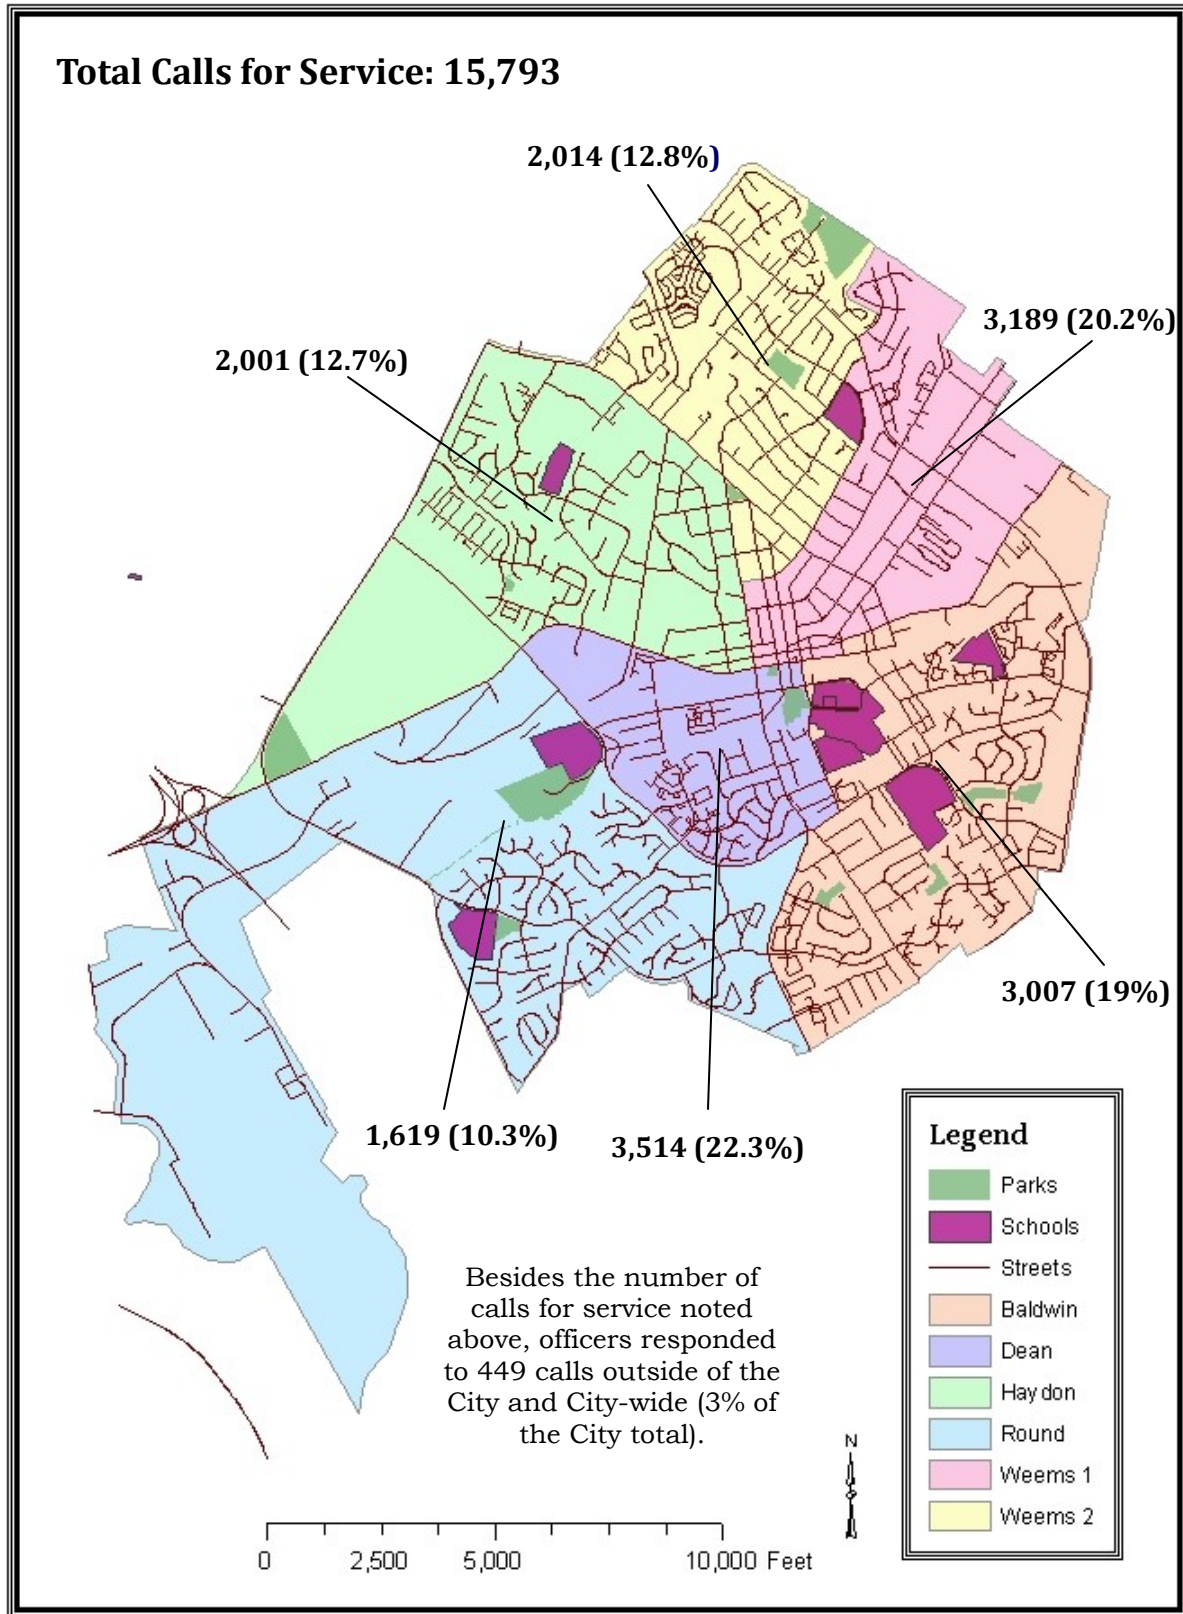 Total Calls for Service: 15,793
2,014 (12.8%)
3,189 (20.2%)
2,001 (12.7%)
3,007 (19%)
1,619 (10.3%)
3,514 (22.3%)
Besides the number of
calls for service noted
above, officers responded
to 449 calls outside of the
City and City-wide (3% of
the City total).
Legend
Parks
Schools
Streets
Baldwin
Dean
Haydon
Round
Weems 1
Weems 2
N
0 2,500 5,000 10,000 Feet